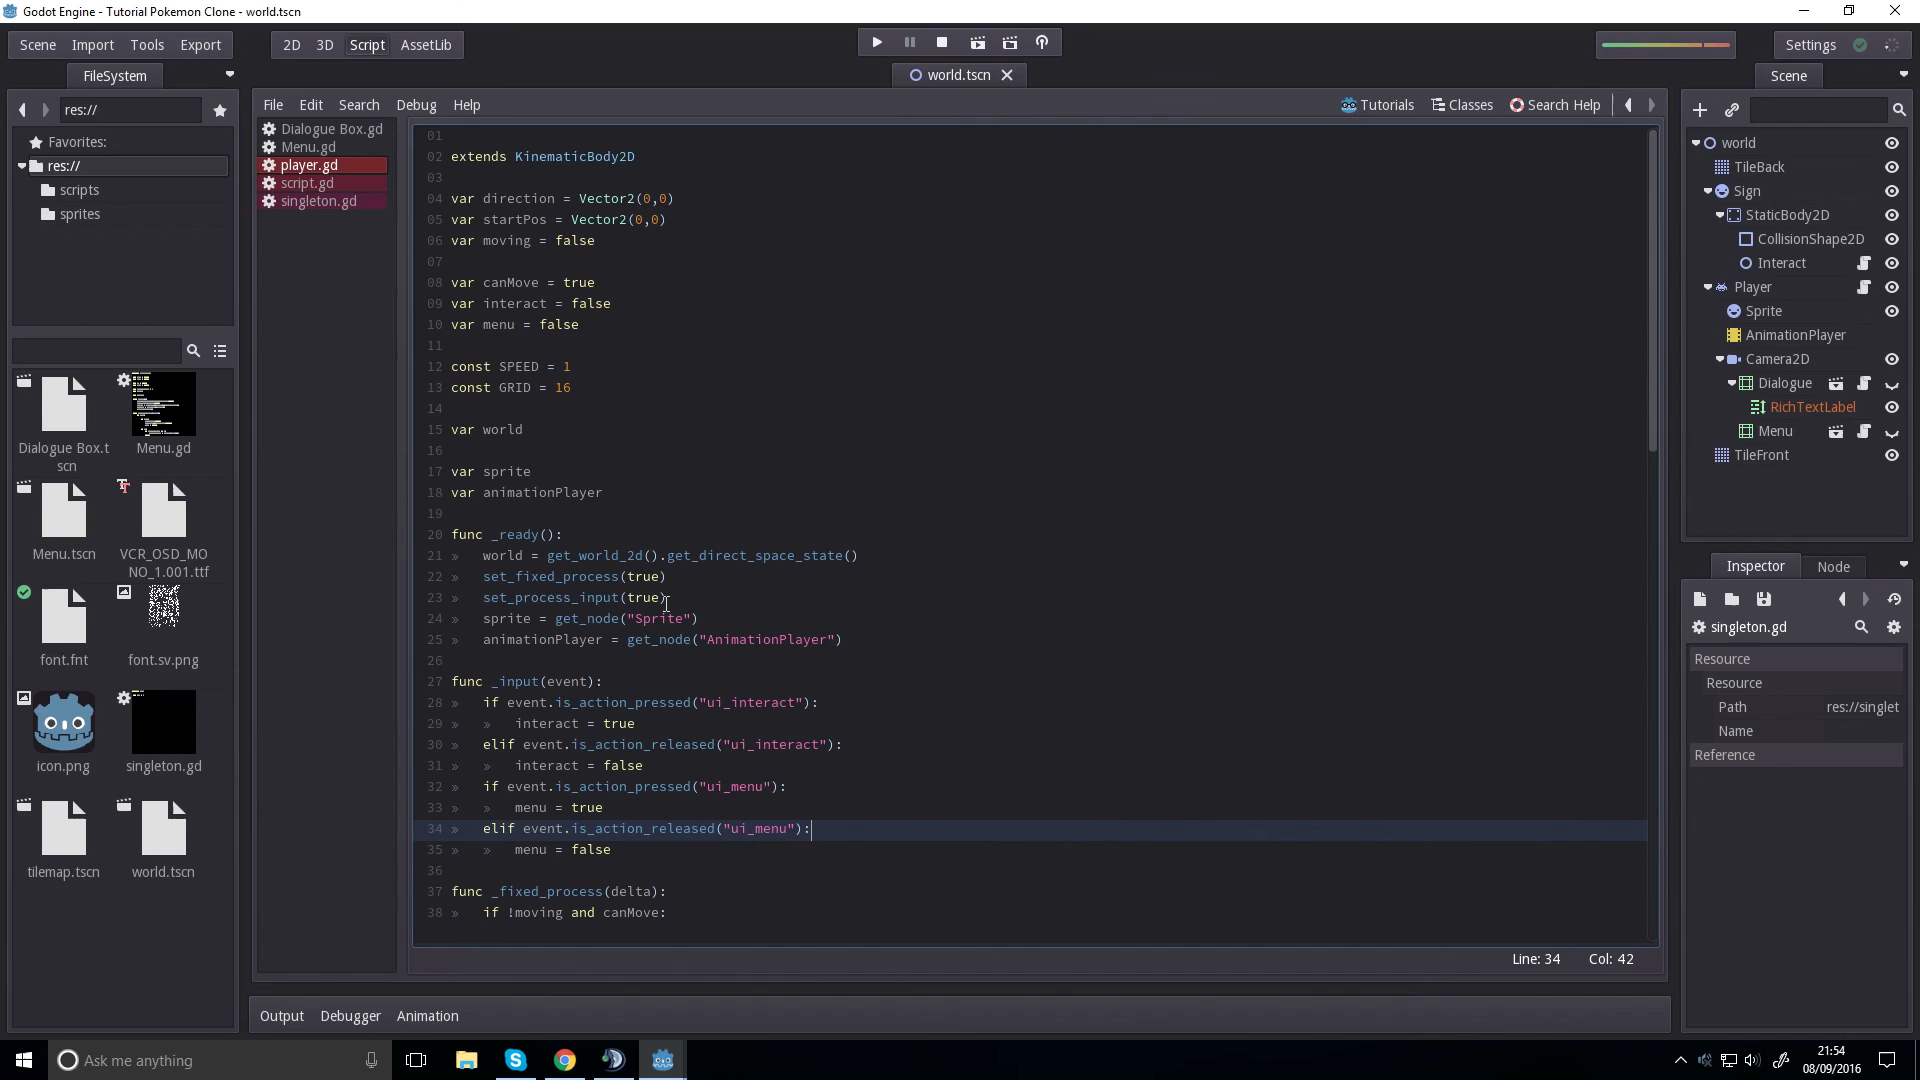 Godot Engine - Tutorial Pokemon Clone - world.tscn
Scene Import Tools Export
2D 3D Script AssetLib
Settings
FileSystem
world.tscn
Scene
res://
File Edit Search Debug Help
Tutorials Classes Search Help
Favorites:
res://
scripts
sprites
Dialogue Box.t
scn
Menu.gd
Menu.tscn
VCR_OSD_MO
NO_1.001.ttf
font.fnt
font.sv.png
icon.png
singleton.gd
tilemap.tscn
world.tscn
Dialogue Box.gd
Menu.gd
player.gd
script.gd
singleton.gd
01
02 extends KinematicBody2D
03
04 var direction = Vector2(0,0)
05 var startPos = Vector2(0,0)
06 var moving = false
07
08 var canMove = true
09 var interact = false
10 var menu = false
11
12 const SPEED = 1
13 const GRID = 16
14
15 var world
16
17 var sprite
18 var animationPlayer
19
20 func _ready():
21 » world = get_world_2d().get_direct_space_state()
22 » set_fixed_process(true)
23 » set_process_input(true)
24 » sprite = get_node("Sprite")
25 » animationPlayer = get_node("AnimationPlayer")
26
27 func _input(event):
28 » if event.is_action_pressed("ui_interact"):
29 » » interact = true
30 » elif event.is_action_released("ui_interact"):
31 » » interact = false
32 » if event.is_action_pressed("ui_menu"):
33 » » menu = true
34 » elif event.is_action_released("ui_menu"):
35 » » menu = false
36
37 func _fixed_process(delta):
38 » if !moving and canMove:
Line: 34 Col: 42
Output Debugger Animation
world
TileBack
Sign
StaticBody2D
CollisionShape2D
Interact
Player
Sprite
AnimationPlayer
Camera2D
Dialogue
RichTextLabel
Menu
TileFront
Inspector Node
singleton.gd
Resource
Resource
Path res://singlet
Name
Reference
Ask me anything
21:54
08/09/2016